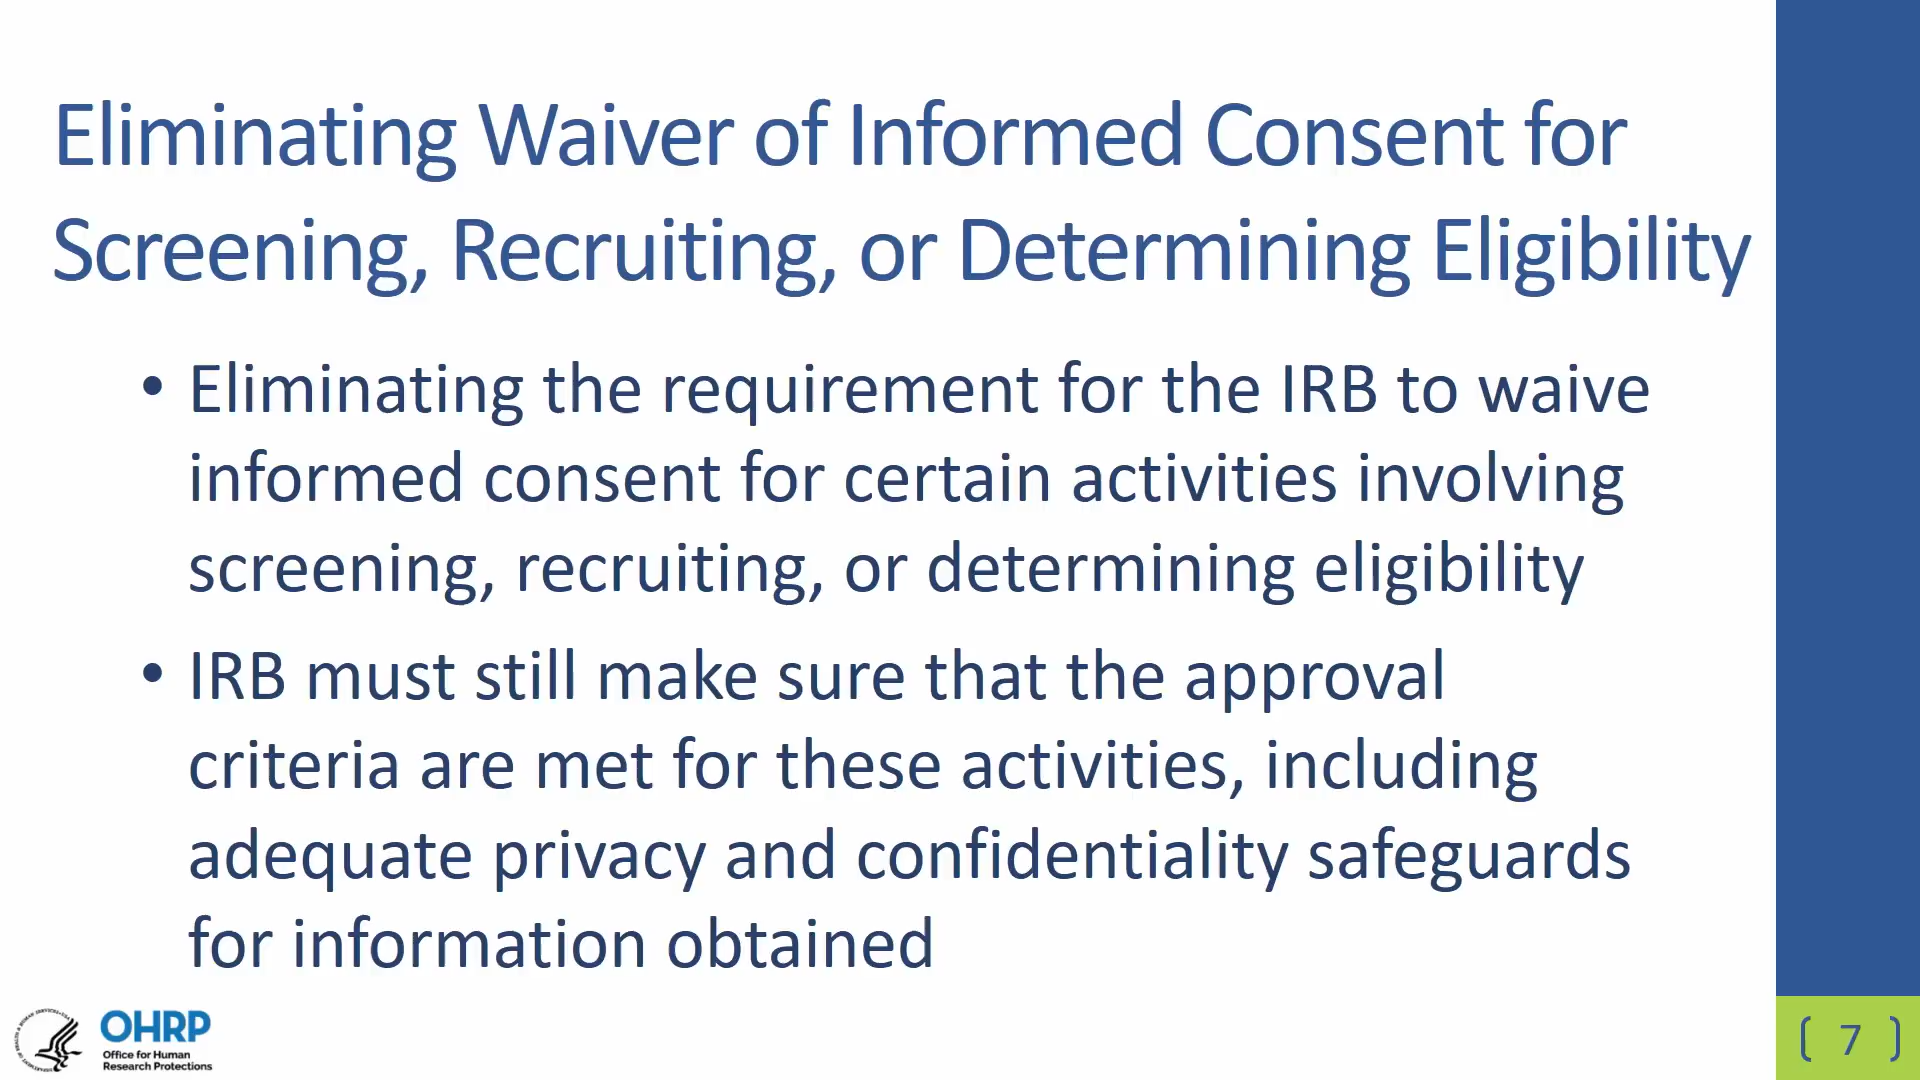 Eliminating Waiver of Informed Consent for
Screening, Recruiting, or Determining Eligibility
• Eliminating the requirement for the IRB to waive
informed consent for certain activities involving
screening, recruiting, or determining eligibility
• IRB must still make sure that the approval
criteria are met for these activities, including
adequate privacy and confidentiality safeguards
for information obtained
OHRP
Office for Human
Research Protections
7